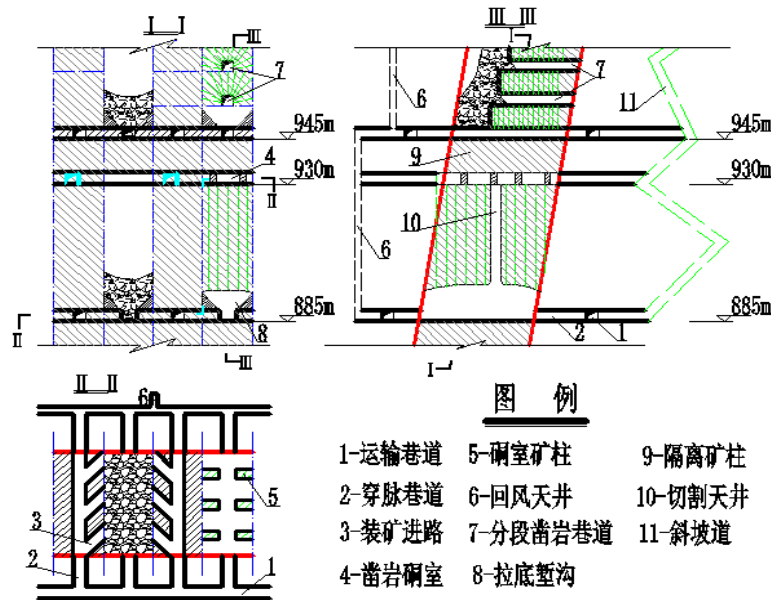 I I
III
7
945m
4
930m
II
885m
8
II
III
III III
I
7
6
11
945m
9
930m
10
6
885m
2
1
I
II II
6
5
3
2
1
图 例
1-运输巷道 5-硐室矿柱 9-隔离矿柱
2-穿脉巷道 6-回风天井 10-切割天井
3-装矿进路 7-分段凿岩巷道 11-斜坡道
4-凿岩硐室 8-拉底堑沟